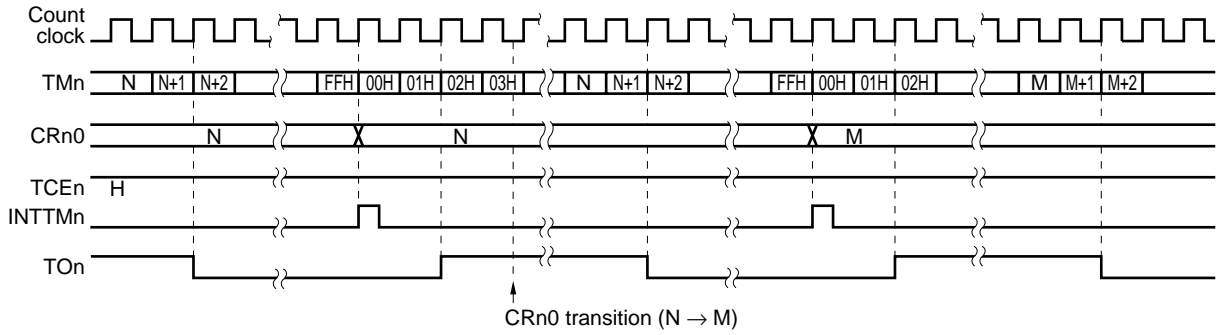 Count
clock
TMn N N+1 N+2 FFH 00H 01H 02H 03H N N+1 N+2 FFH 00H 01H 02H M M+1 M+2
CRn0 N N M
TCEn H
INTTMn
TOn
CRn0 transition (N → M)